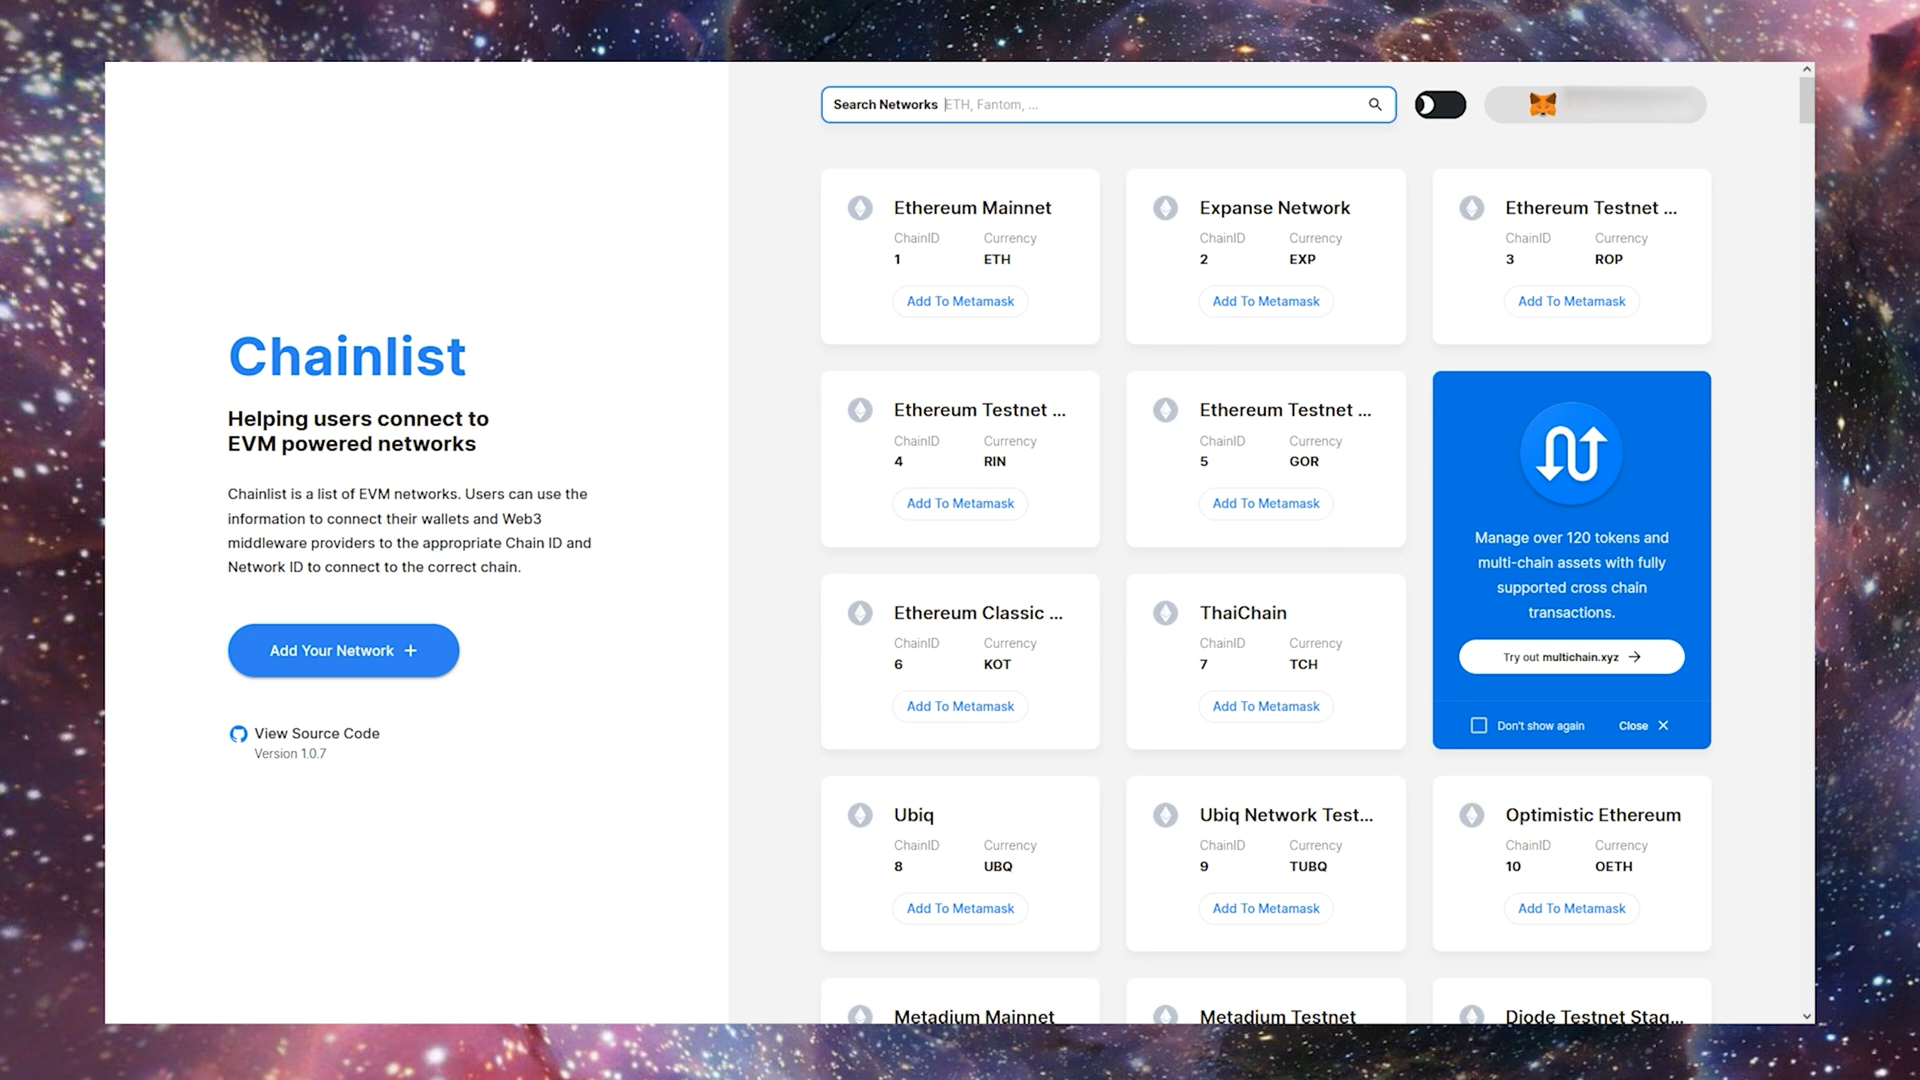 Search Networks ETH, Fantom, ...
Chainlist
Helping users connect to
EVM powered networks
Chainlist is a list of EVM networks. Users can use the
information to connect their wallets and Web3
middleware providers to the appropriate Chain ID and
Network ID to connect to the correct chain.
Add Your Network +
View Source Code
Version 1.0.7
Ethereum Mainnet
ChainID Currency
1 ETH
Add To Metamask
Expanse Network
ChainID Currency
2 EXP
Add To Metamask
Ethereum Testnet ...
ChainID Currency
3 ROP
Add To Metamask
Ethereum Testnet ...
ChainID Currency
4 RIN
Add To Metamask
Ethereum Testnet ...
ChainID Currency
5 GOR
Add To Metamask
Manage over 120 tokens and
multi-chain assets with fully
supported cross chain
transactions.
Try out multichain.xyz →
Don't show again Close ✕
Ethereum Classic ...
ChainID Currency
6 KOT
Add To Metamask
ThaiChain
ChainID Currency
7 TCH
Add To Metamask
Ubiq
ChainID Currency
8 UBQ
Add To Metamask
Ubiq Network Test...
ChainID Currency
9 TUBQ
Add To Metamask
Optimistic Ethereum
ChainID Currency
10 OETH
Add To Metamask
Metadium Mainnet
Metadium Testnet
Diode Testnet Stag...